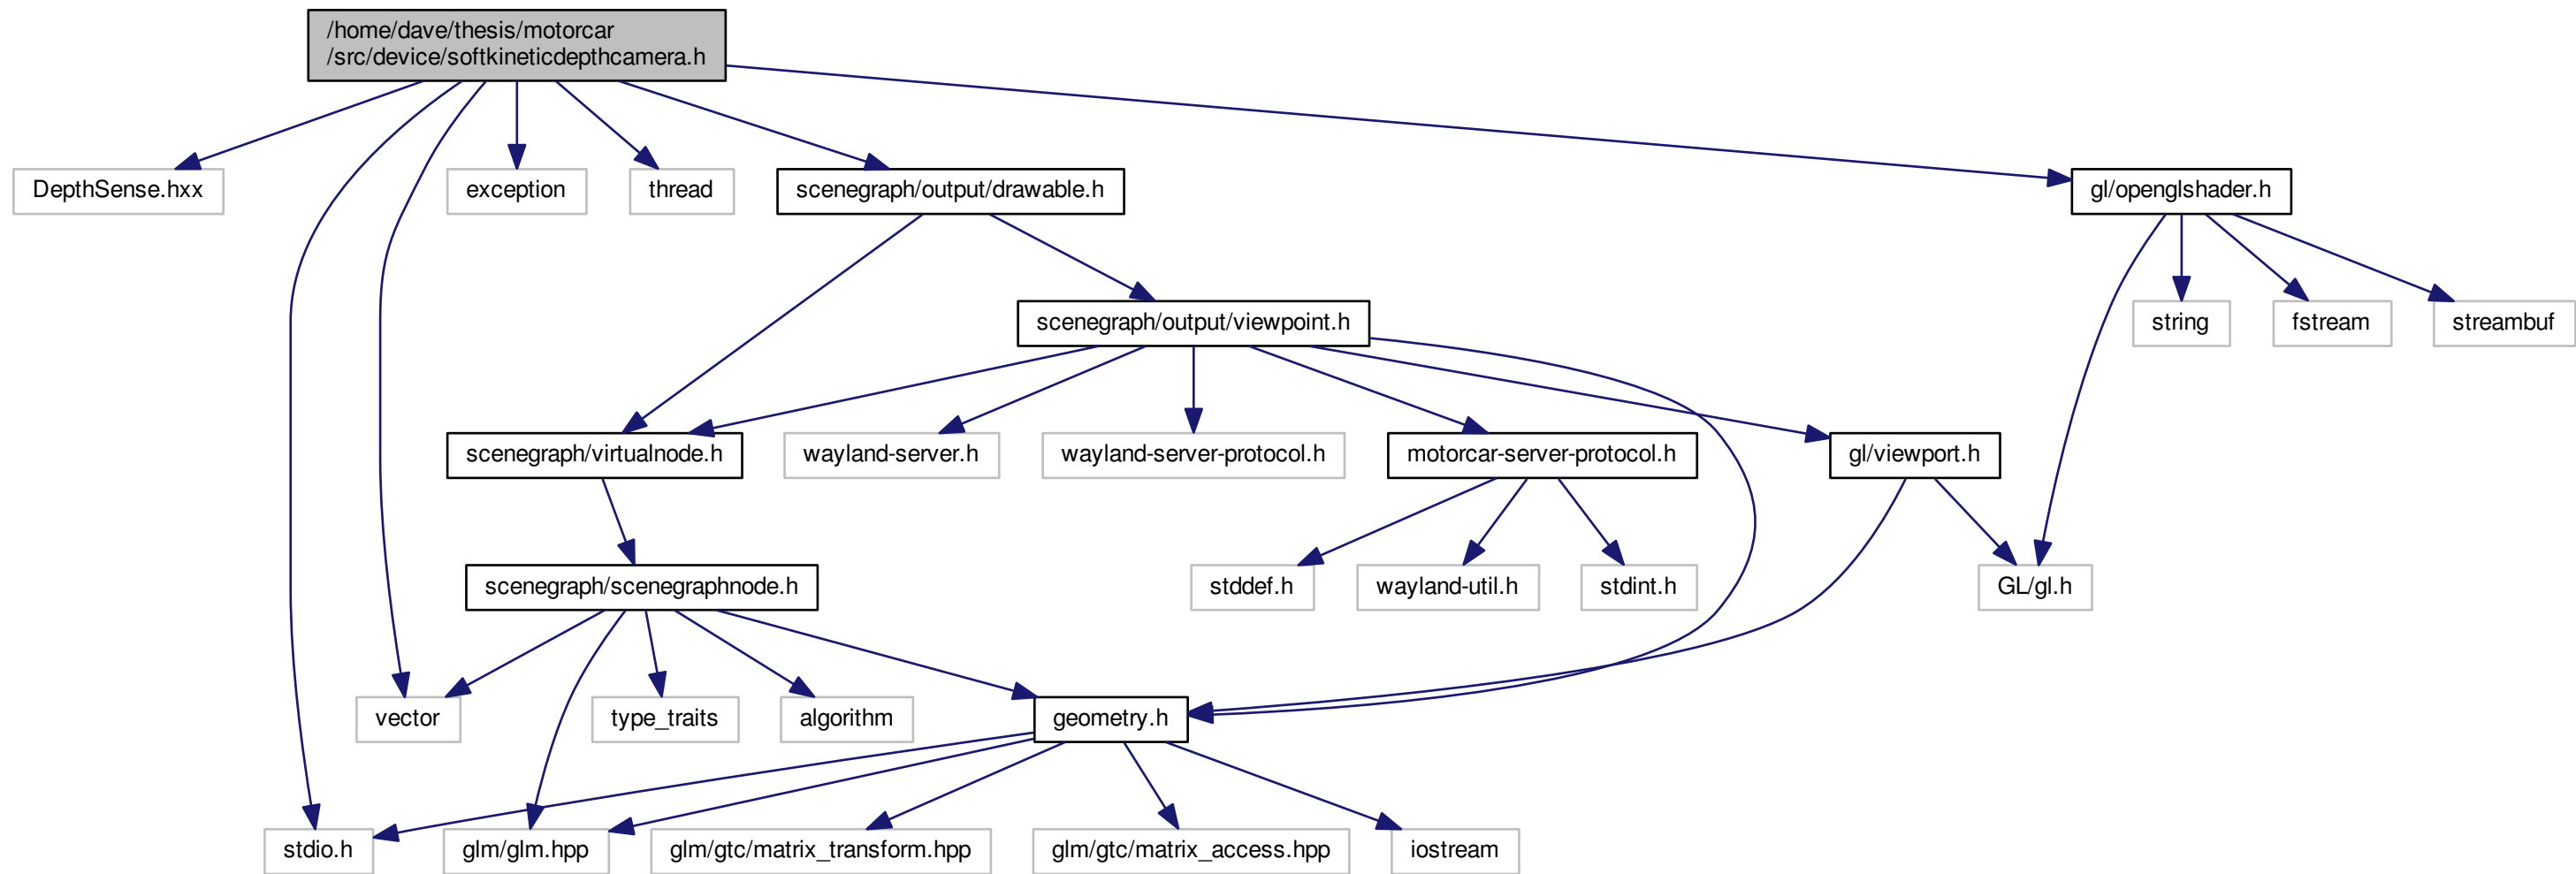 /home/dave/thesis/motorcar
/src/device/softkineticdepthcamera.h
DepthSense.hxx
exception
thread
scenegraph/output/drawable.h
gl/openglshader.h
scenegraph/output/viewpoint.h
string
fstream
streambuf
scenegraph/virtualnode.h
wayland-server.h
wayland-server-protocol.h
motorcar-server-protocol.h
gl/viewport.h
scenegraph/scenegraphnode.h
stddef.h
wayland-util.h
stdint.h
GL/gl.h
vector
type_traits
algorithm
geometry.h
stdio.h
glm/glm.hpp
glm/gtc/matrix_transform.hpp
glm/gtc/matrix_access.hpp
iostream